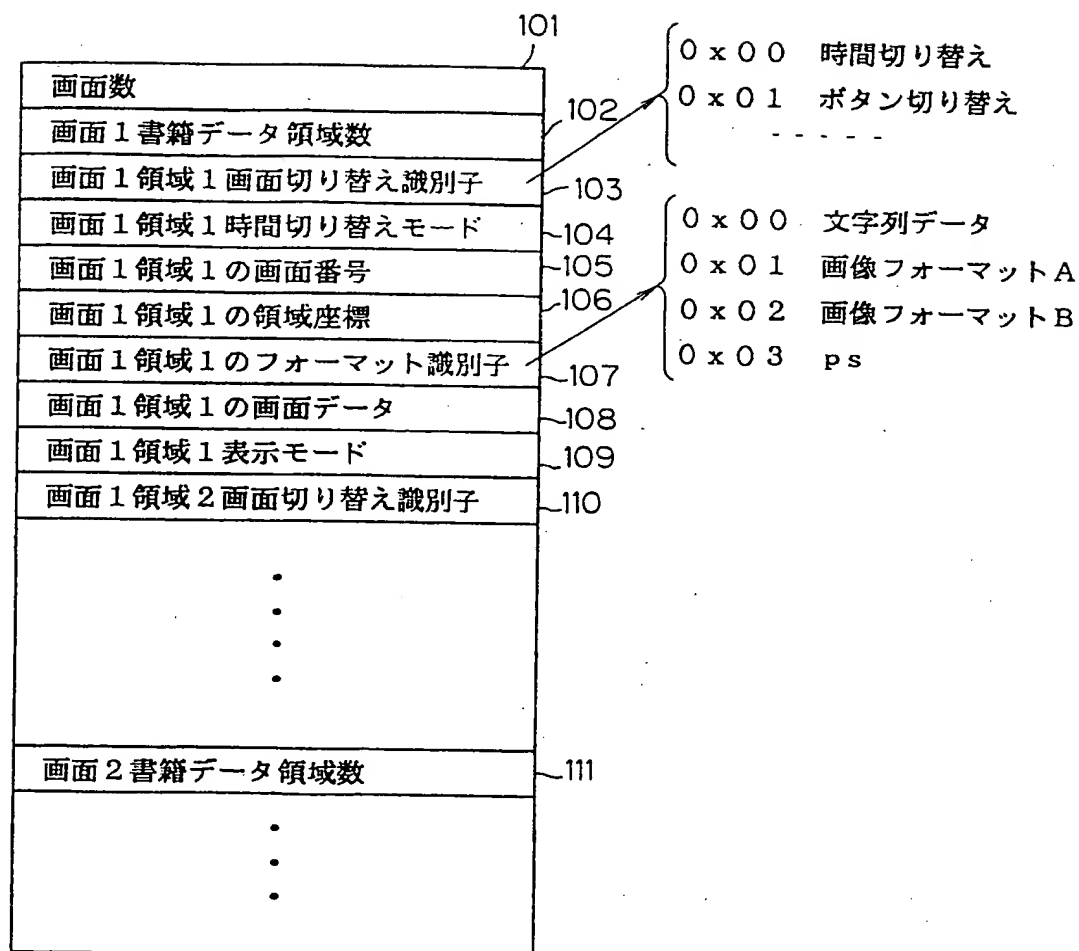 101
画面数
画面1書籍データ領域数
102
画面1領域1画面切り替え識別子
103
画面1領域1時間切り替えモード
104
画面1領域1の画面番号
105
画面1領域1の領域座標
106
画面1領域1のフォーマット識別子
107
画面1領域1の画面データ
108
画面1領域1表示モード
109
画面1領域2画面切り替え識別子
110
画面2書籍データ領域数
111
0x00 時間切り替え
0x01 ボタン切り替え
-----
0x00 文字列データ
0x01 画像フォーマットA
0x02 画像フォーマットB
0x03 ps